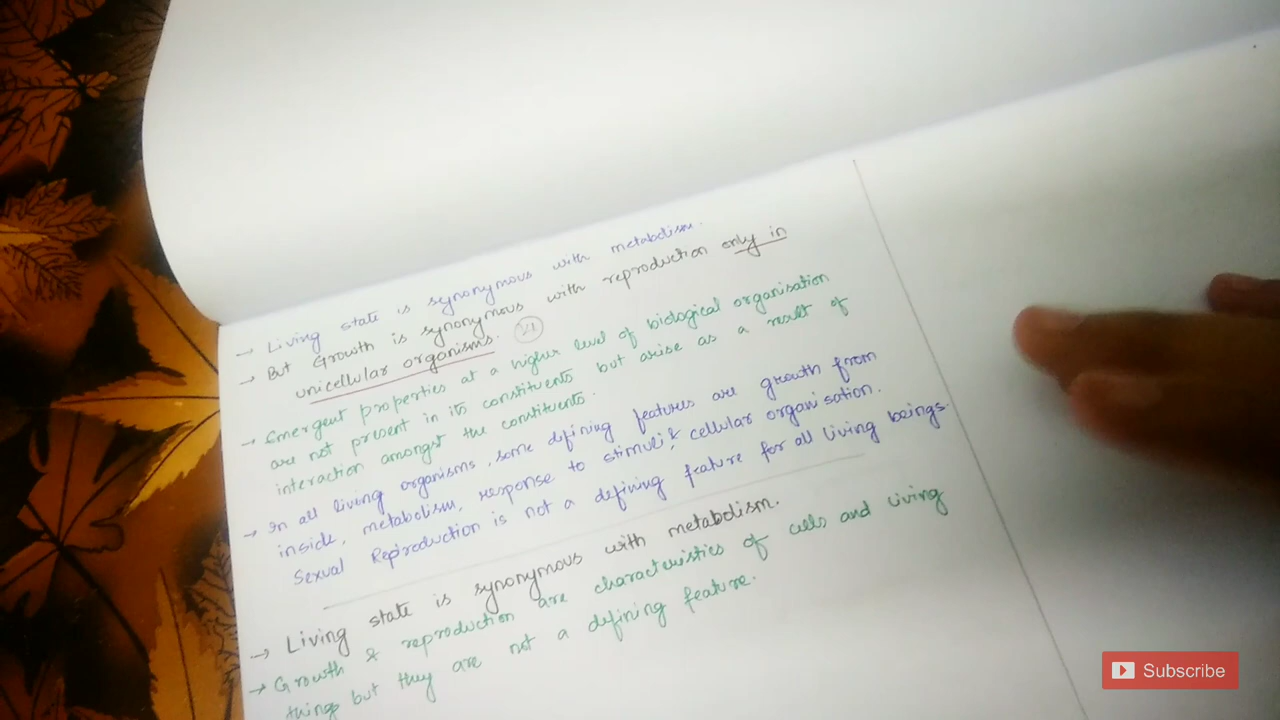 → Living state is synonymous with metabolism.
→ But Growth is synonymous with reproduction only in
unicellular organisms.
→ Emergent properties at a higher level of biological organisation
are not present in its constituents but arise as a result of
interaction amongst the constituents.
→ In all living organisms, some defining features are growth from
inside, metabolism, response to stimuli & cellular organisation.
Sexual Reproduction is not a defining feature for all living beings.
→ Living state is synonymous with metabolism.
→ Growth & reproduction are characteristics of cells and living
things but they are not a defining feature.
Subscribe